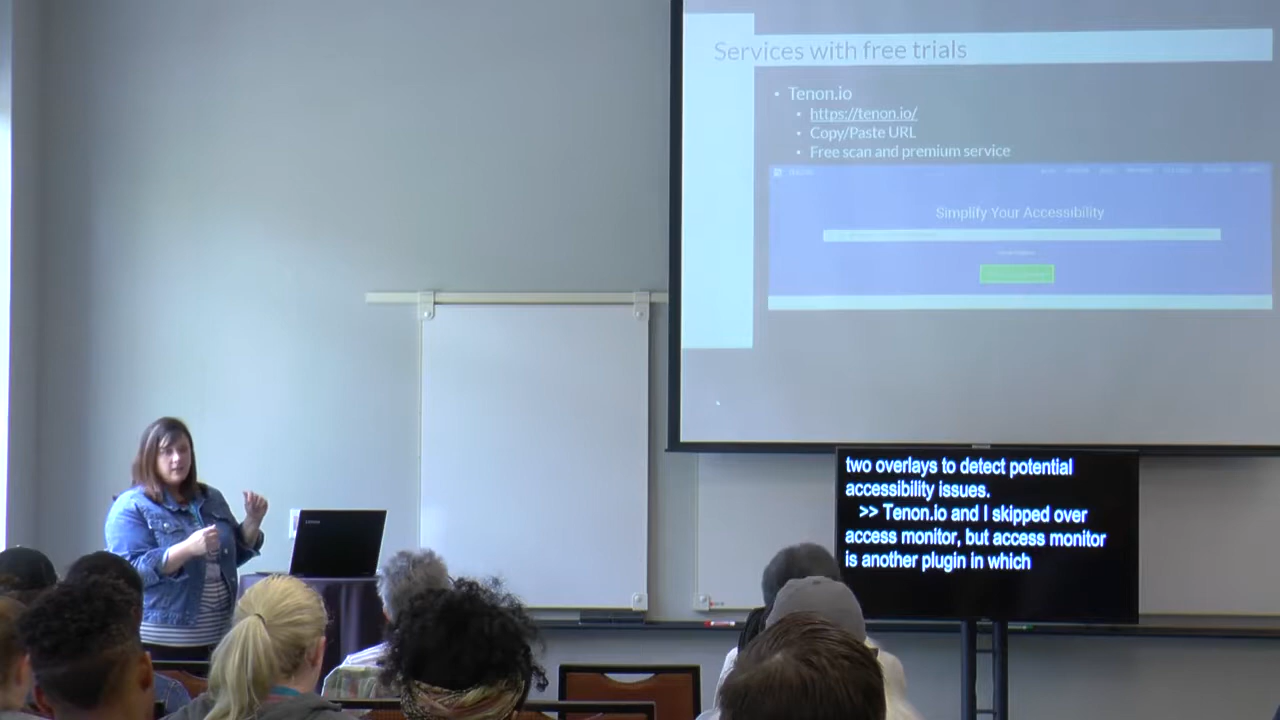 Services with free trials
• Tenon.io
• https://tenon.io/
• Copy/Paste URL
• Free scan and premium service
Simplify Your Accessibility
two overlays to detect potential
accessibility issues.
>> Tenon.io and I skipped over
access monitor, but access monitor
is another plugin in which
lenovo